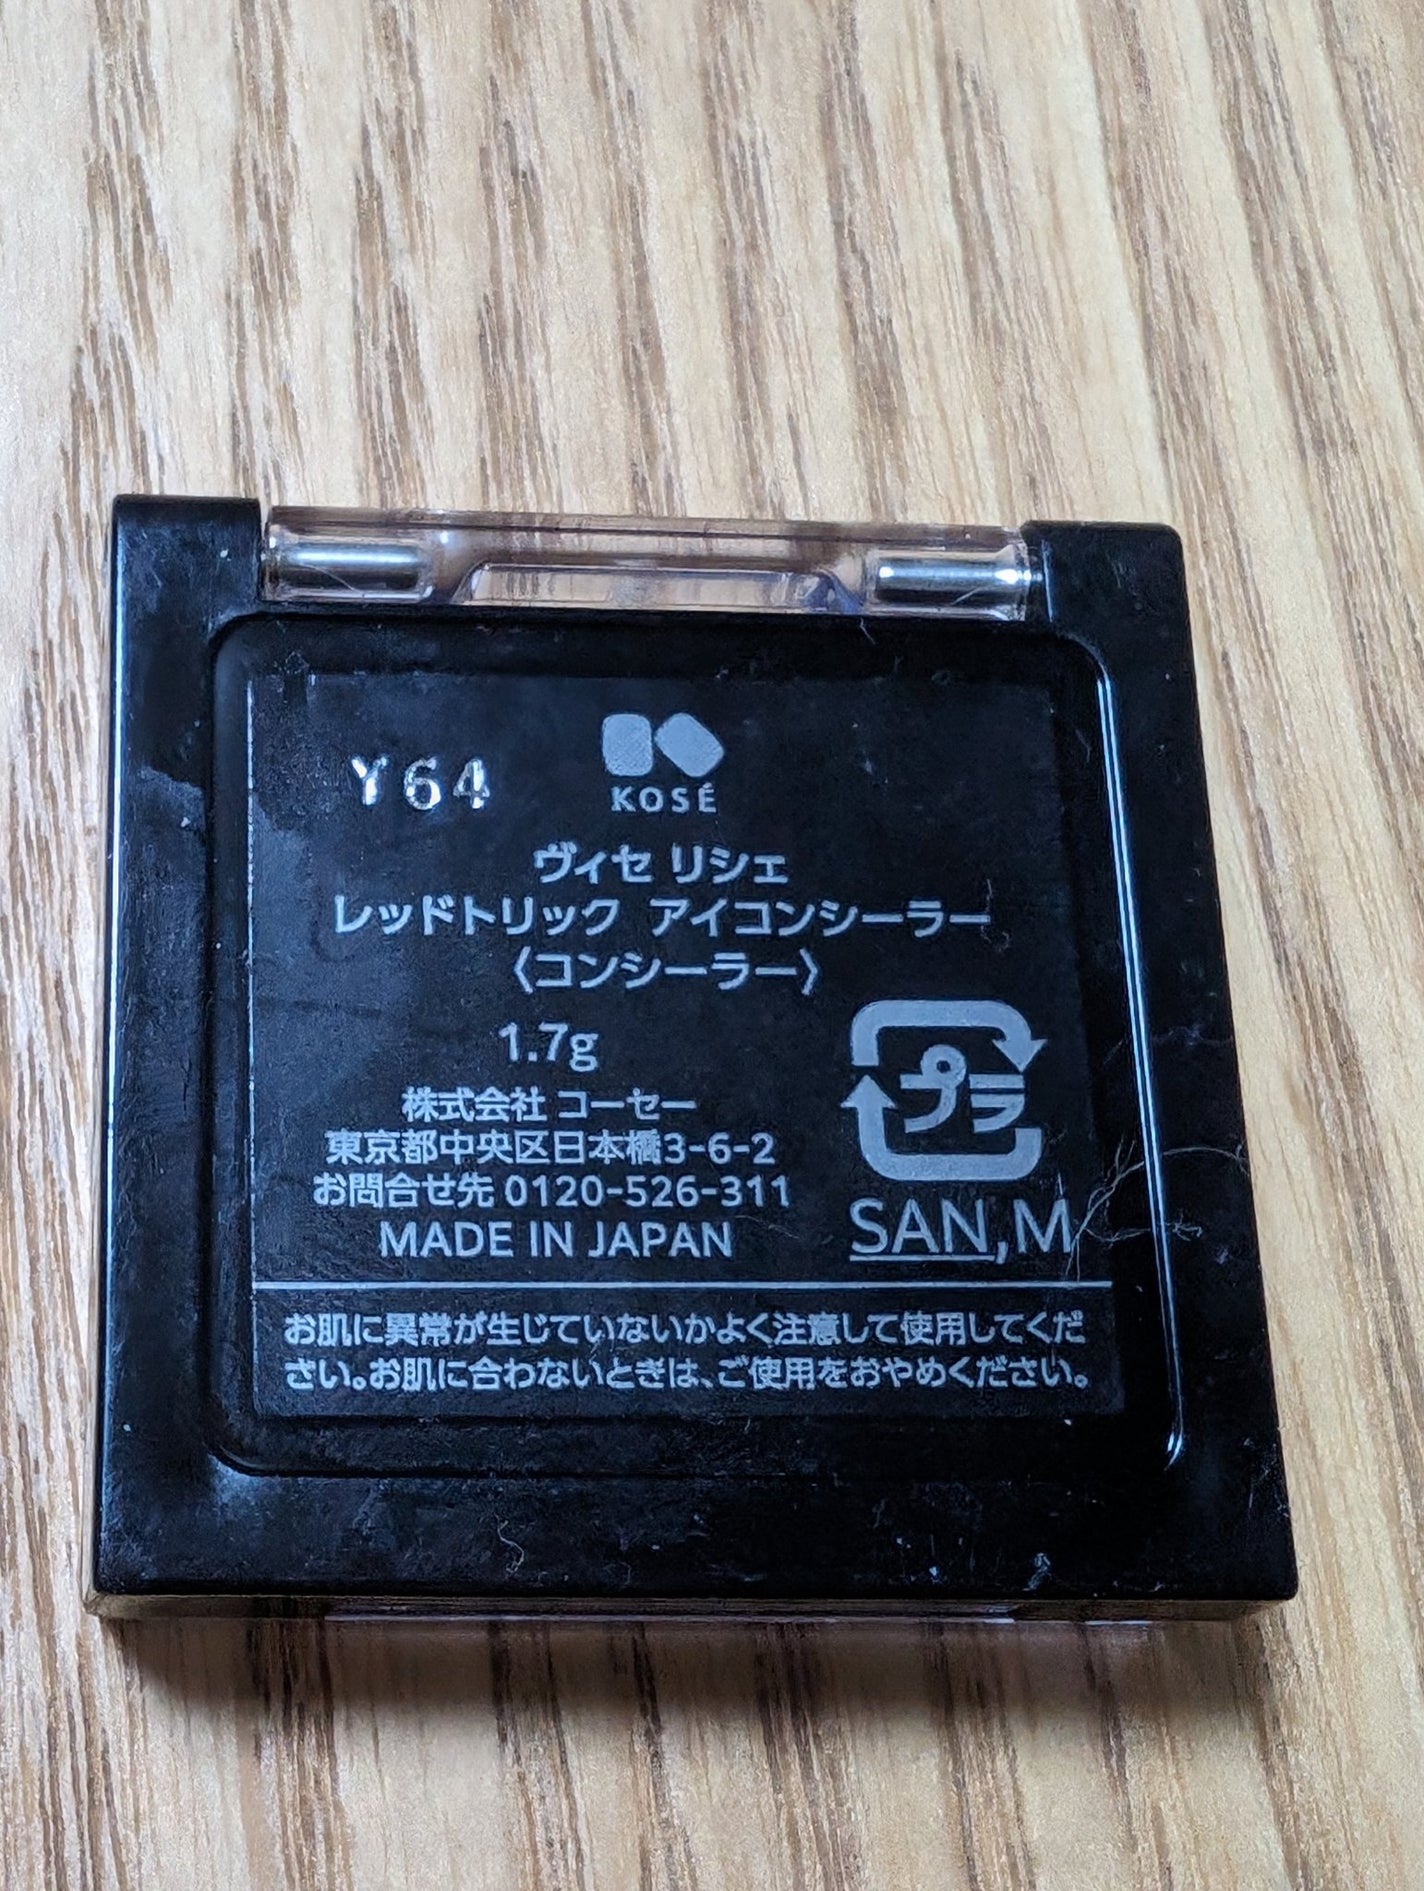 Y64
KOSÉ
ヴィセ リシェ
レッドトリック アイコンシーラー
〈コンシーラー〉
1.7g
株式会社 コーセー
東京都中央区日本橋3-6-2
お問合せ先 0120-526-311
MADE IN JAPAN
プラ
SAN,M
お肌に異常が生じていないかよく注意して使用してくだ
さい。お肌に合わないときは、ご使用をおやめください。